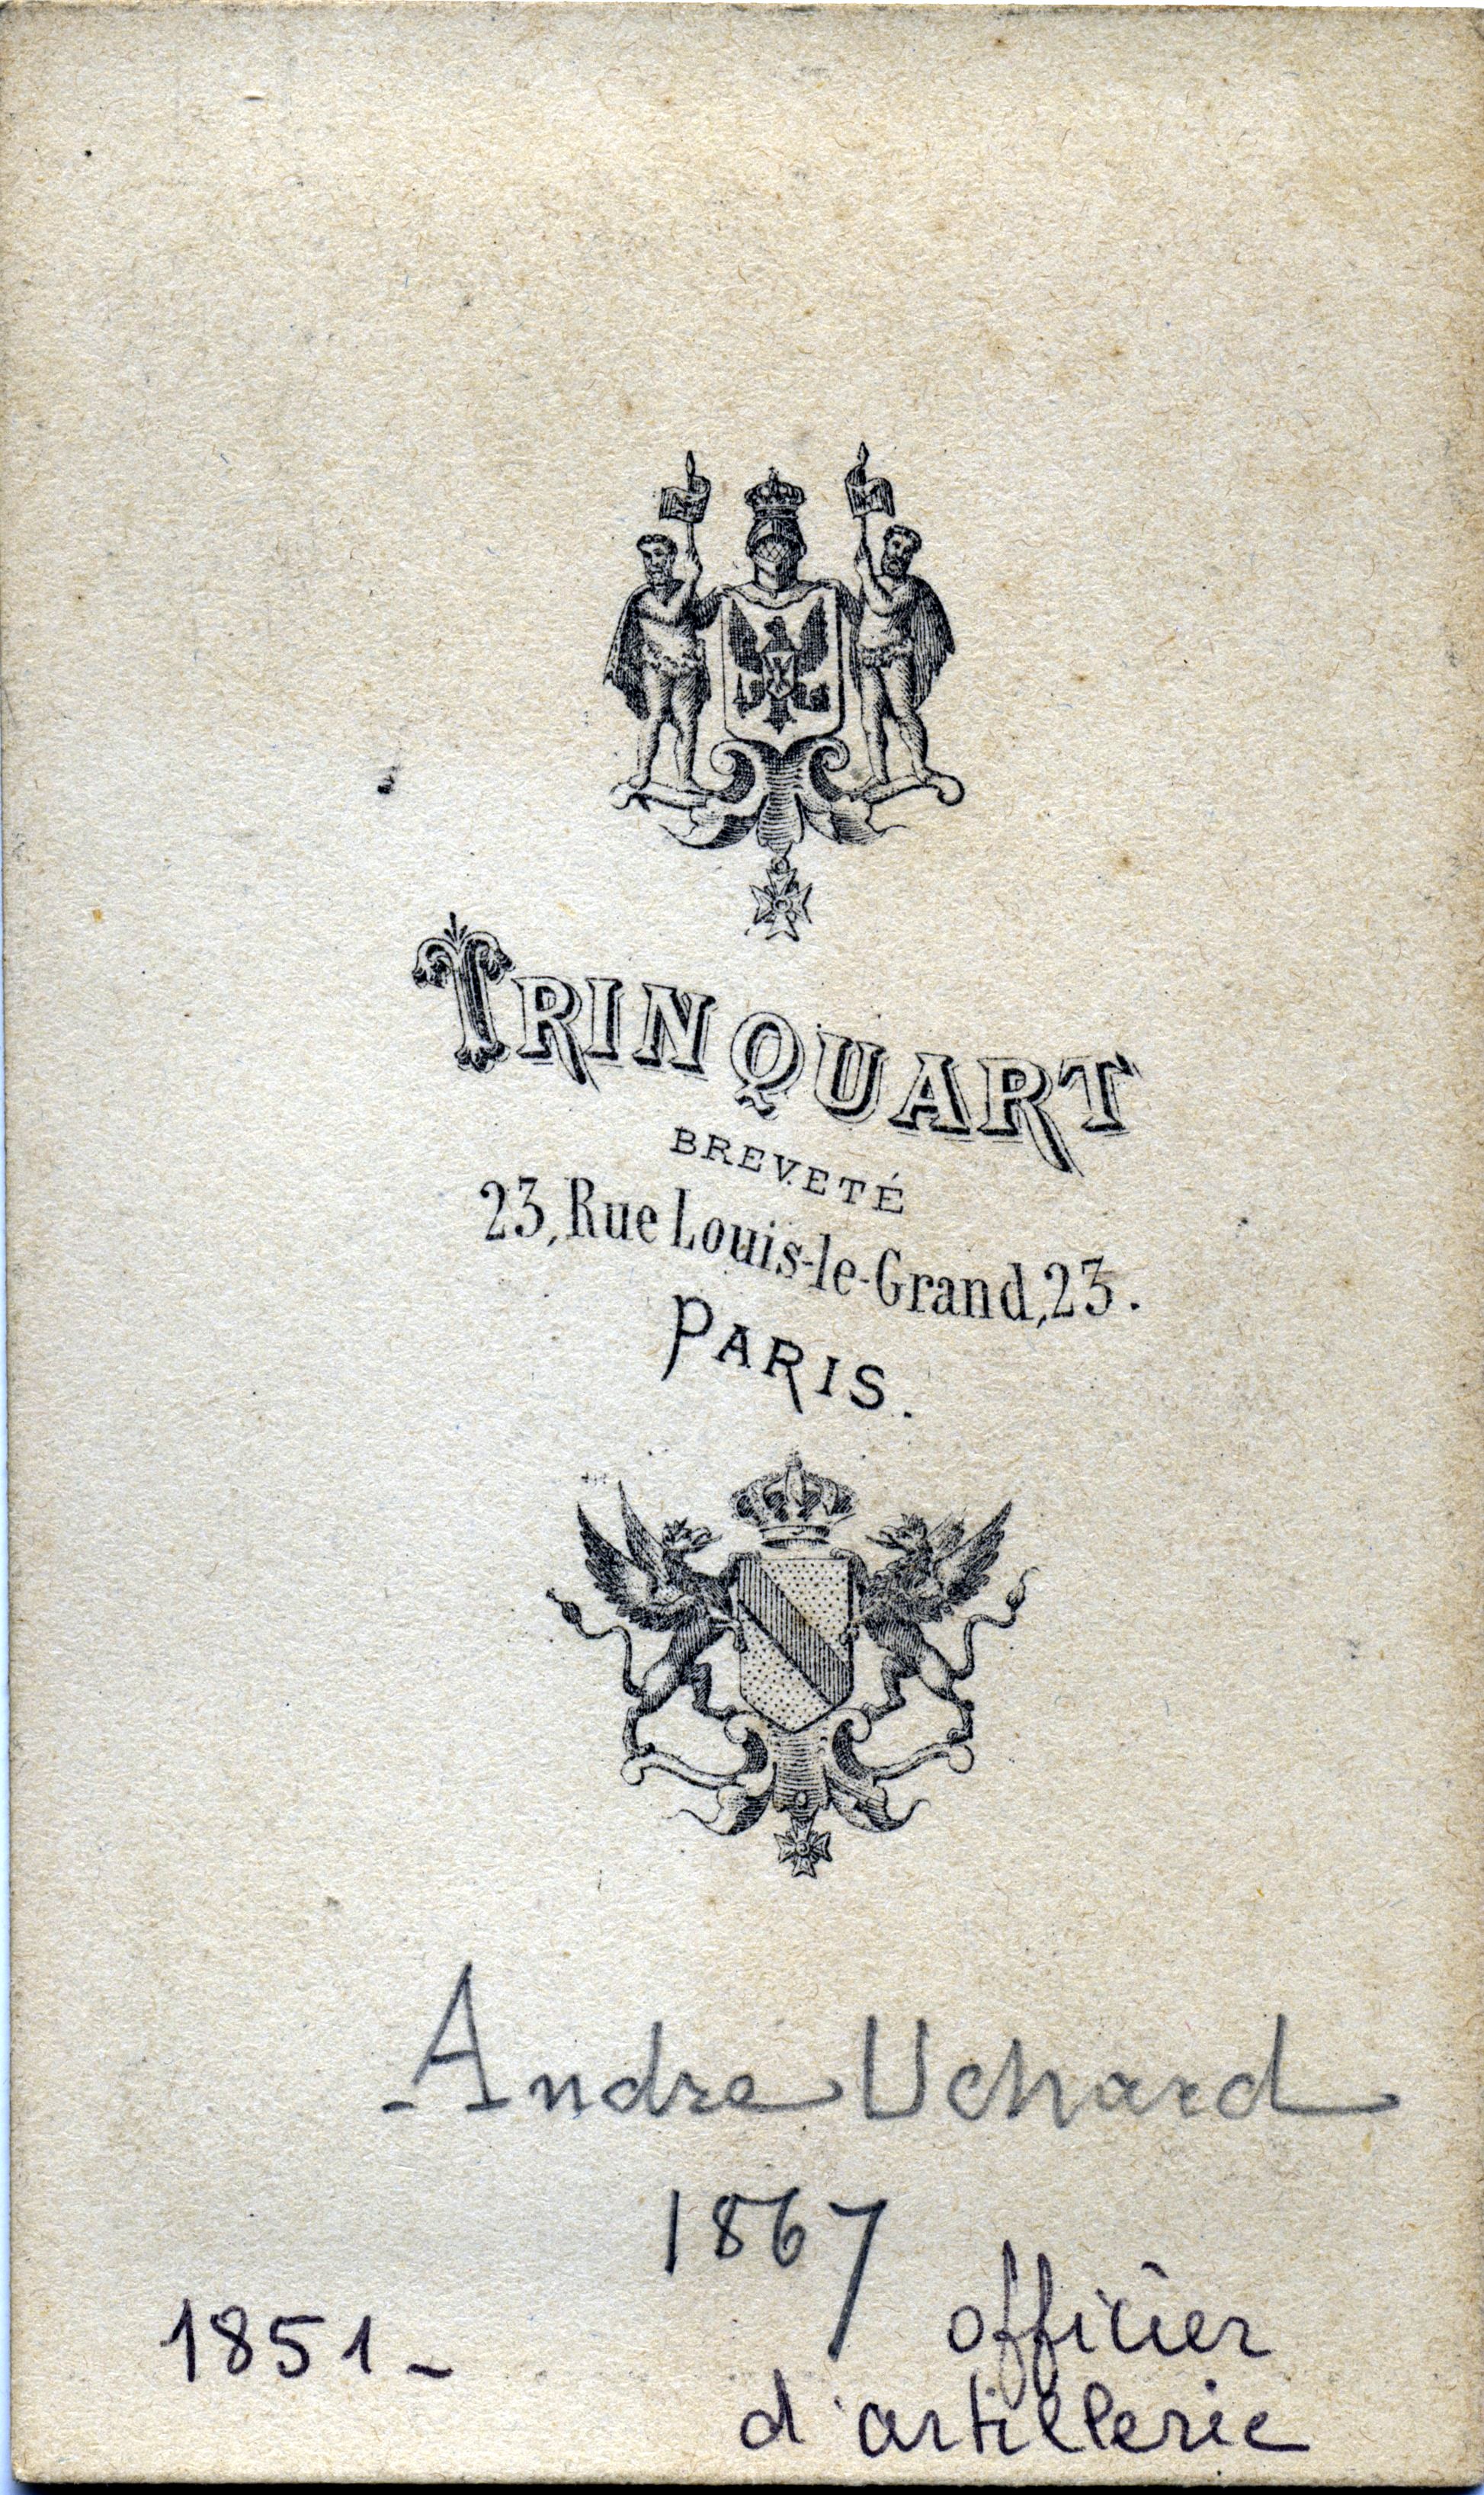 TRINQUART
BREVETÉ
23, Rue Louis-le-Grand, 23.
PARIS.
Andre Uchard
1867
1851 - officier
d'artillerie